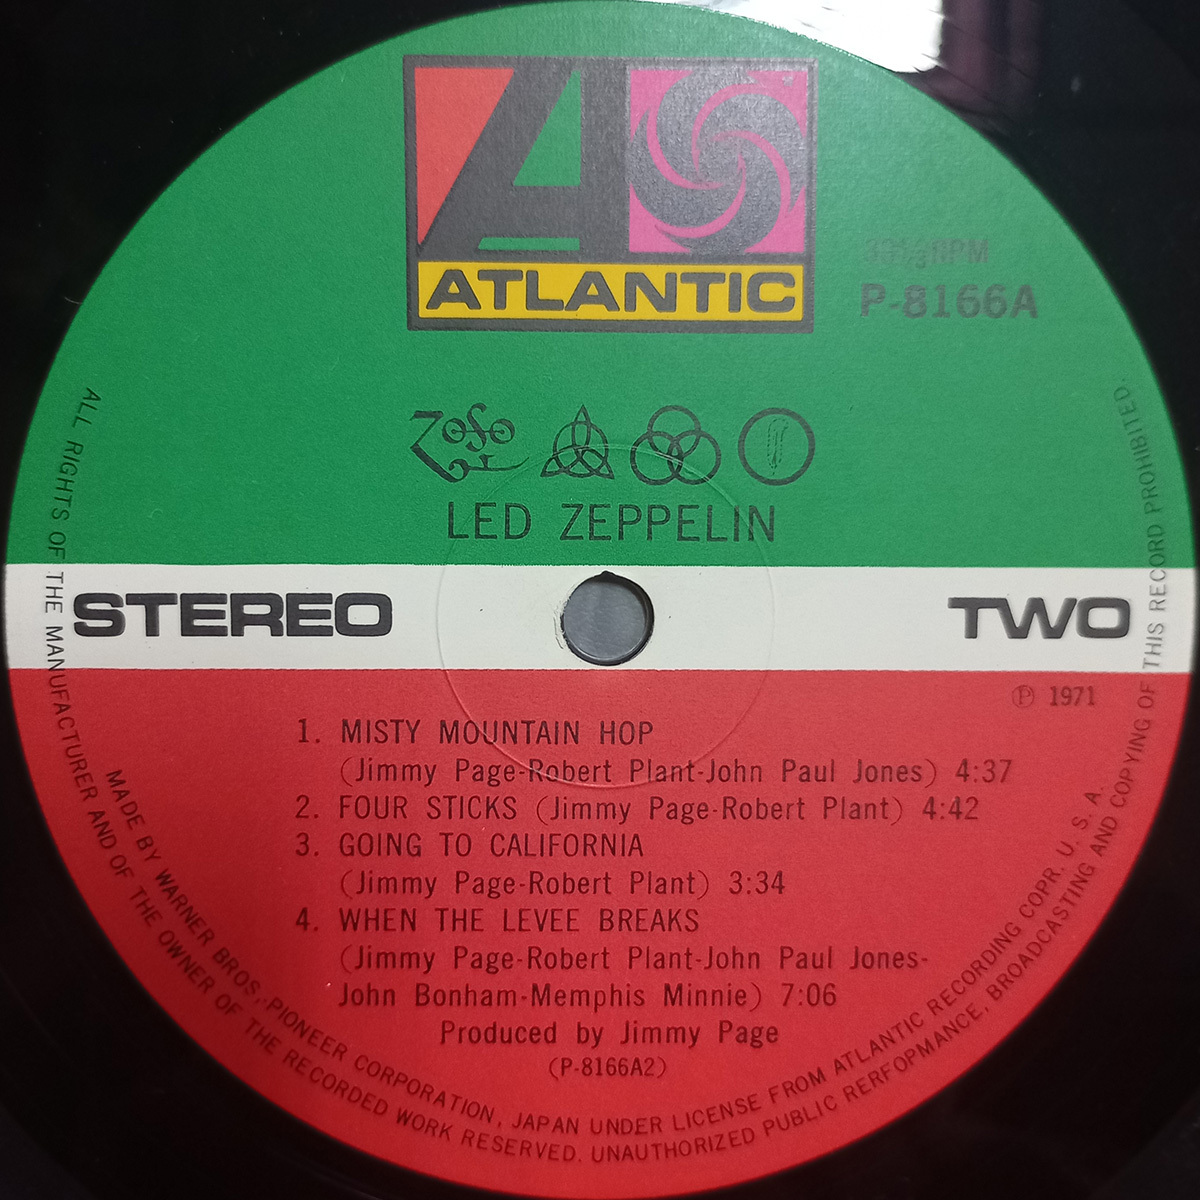 ATLANTIC
33 1/3 RPM
P-8166A
LED ZEPPELIN
STEREO
TWO
Ⓟ 1971
1. MISTY MOUNTAIN HOP
(Jimmy Page-Robert Plant-John Paul Jones) 4:37
2. FOUR STICKS (Jimmy Page-Robert Plant) 4:42
3. GOING TO CALIFORNIA
(Jimmy Page-Robert Plant) 3:34
4. WHEN THE LEVEE BREAKS
(Jimmy Page-Robert Plant-John Paul Jones-
John Bonham-Memphis Minnie) 7:06
Produced by Jimmy Page
(P-8166A2)
MADE BY WARNER BROS., PIONEER CORPORATION, JAPAN UNDER LICENSE FROM ATLANTIC RECORDING COPR. U. S. A.
ALL RIGHTS OF THE MANUFACTURER AND OF THE OWNER OF THE RECORDED WORK RESERVED. UNAUTHORIZED PUBLIC RERFOPMANCE, BROADCASTING AND COPYING OF THIS RECORD PROHIBITED.